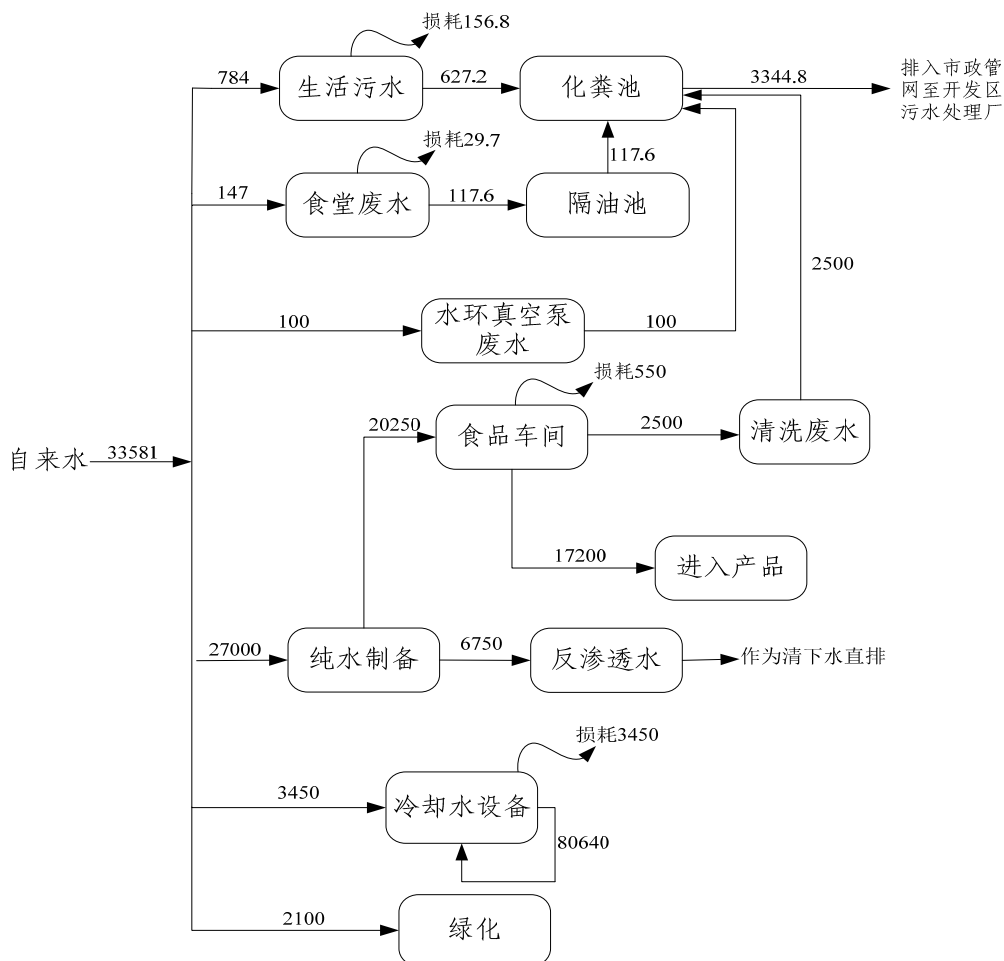 损耗156.8
784
生活污水
627.2
化粪池
3344.8
排入市政管
网至开发区
污水处理厂
损耗29.7
117.6
147
食堂废水
117.6
隔油池
2500
100
水环真空泵
废水
100
损耗550
20250
食品车间
2500
清洗废水
自来水
33581
17200
进入产品
27000
纯水制备
6750
反渗透水
作为清下水直排
损耗3450
3450
冷却水设备
80640
2100
绿化